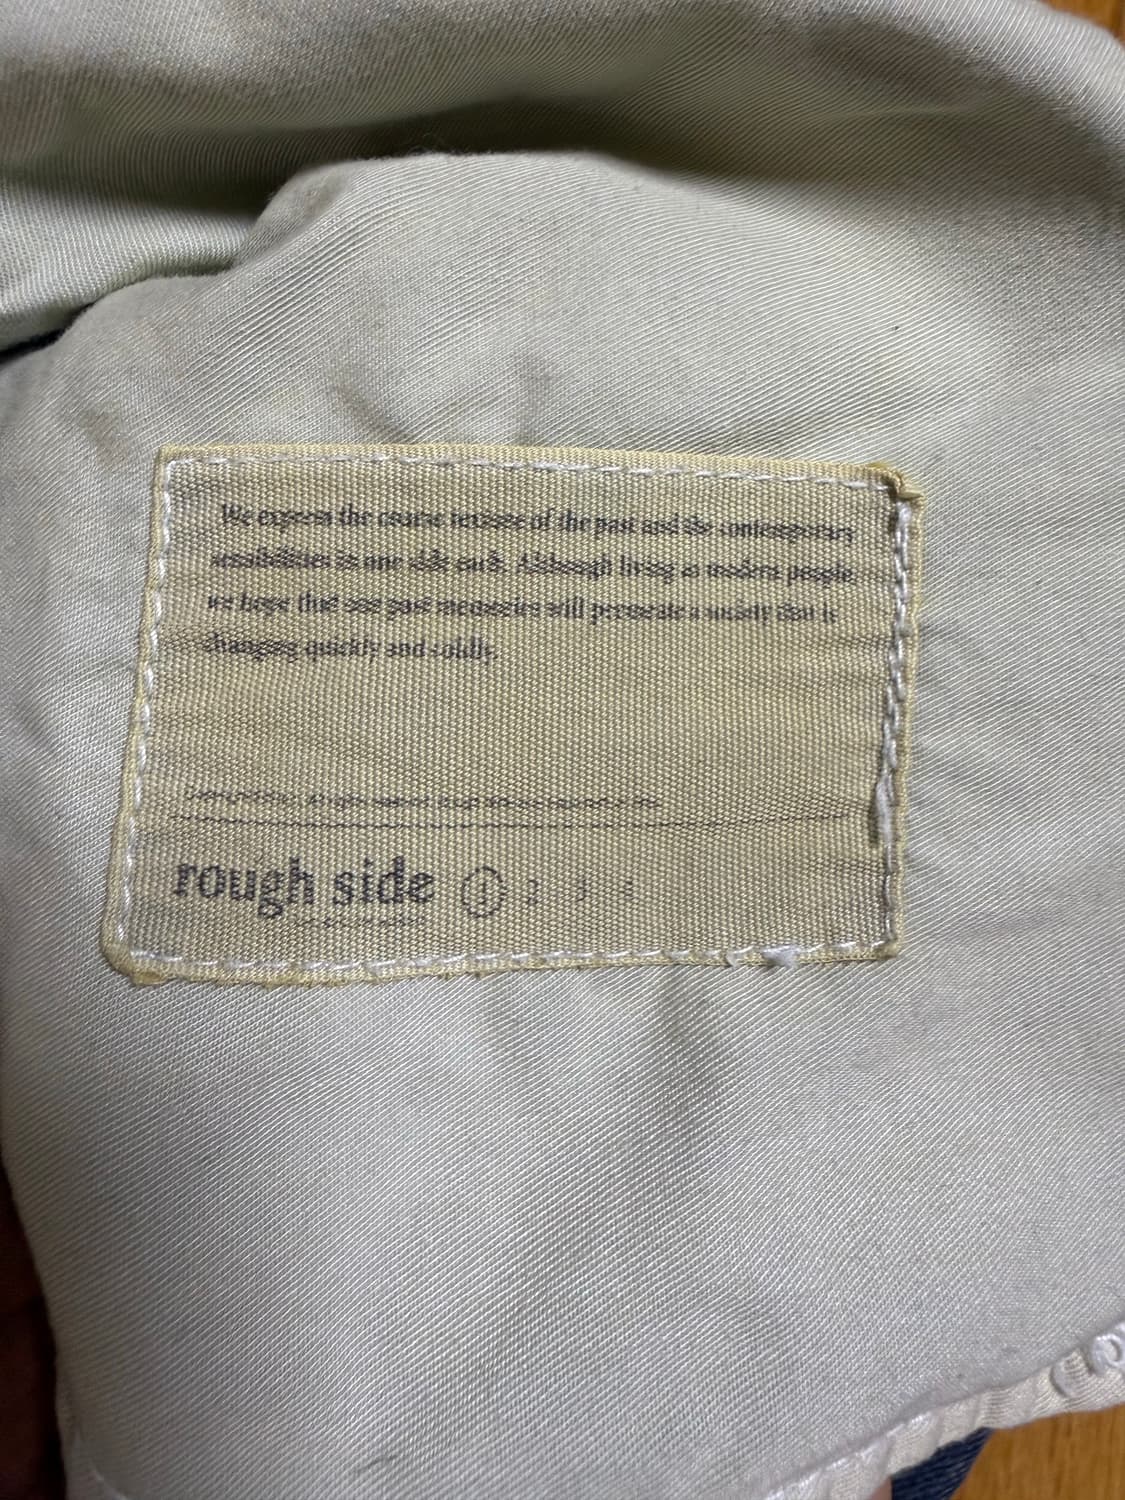 We express the coarse texture of the past and the contemporary
sensibilities in one side each. Although living as modern people,
we hope that our past memories will permeate a society that is
changing quickly and coldly.
rough side 1 2 3 4